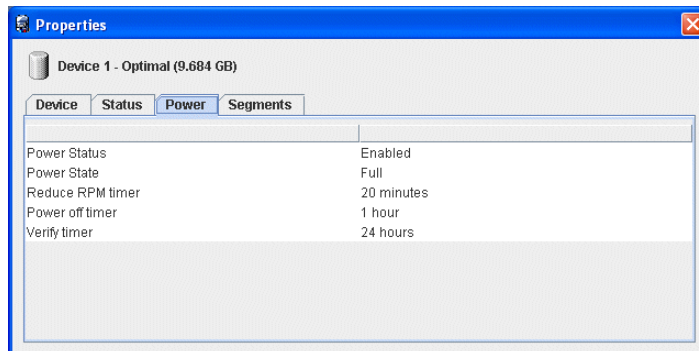 Properties
Device 1 - Optimal (9.684 GB)
Device Status Power Segments
Power Status Enabled
Power State Full
Reduce RPM timer 20 minutes
Power off timer 1 hour
Verify timer 24 hours